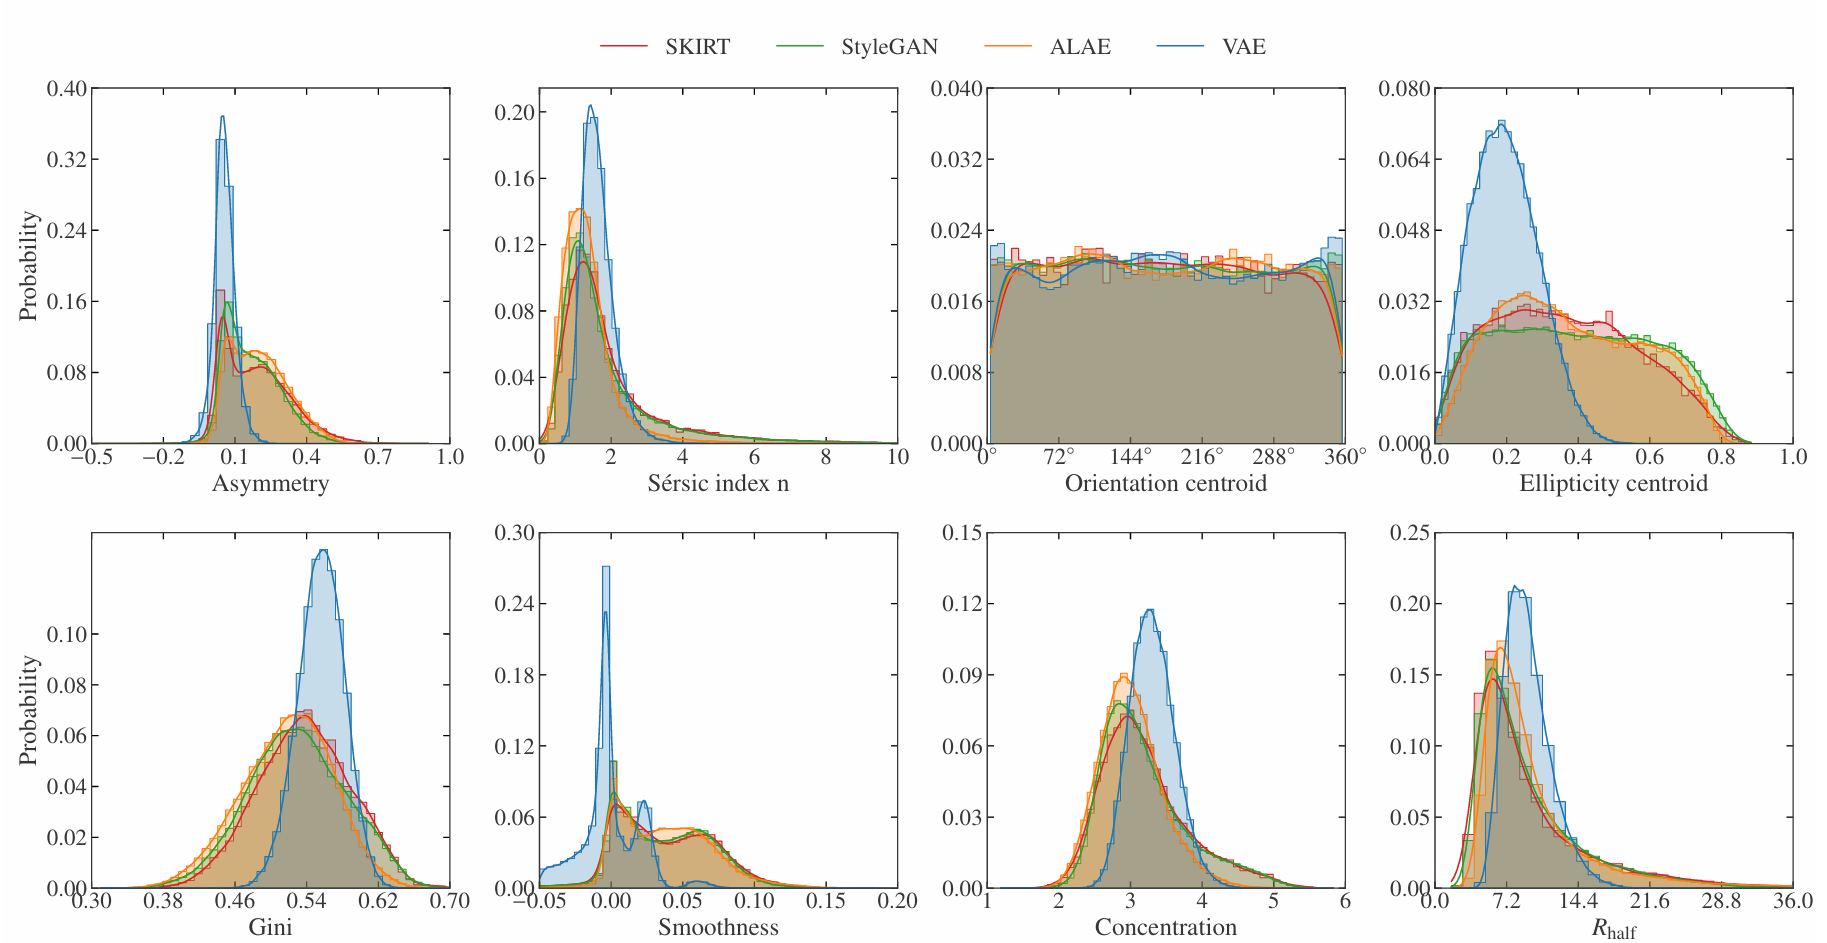 SKIRT StyleGAN ALAE VAE
0.40 0.32 0.24 0.16 0.08 0.00
Probability
−0.5 −0.2 0.1 0.4 0.7 1.0
Asymmetry
0.20 0.16 0.12 0.08 0.04 0.00
0 2 4 6 8 10
Sérsic index n
0.040 0.032 0.024 0.016 0.008 0.000
0° 72° 144° 216° 288° 360°
Orientation centroid
0.080 0.064 0.048 0.032 0.016 0.000
0.0 0.2 0.4 0.6 0.8 1.0
Ellipticity centroid
0.10 0.08 0.06 0.04 0.02 0.00
Probability
0.30 0.38 0.46 0.54 0.62 0.70
Gini
0.30 0.24 0.18 0.12 0.06 0.00
−0.05 0.00 0.05 0.10 0.15 0.20
Smoothness
0.15 0.12 0.09 0.06 0.03 0.00
1 2 3 4 5 6
Concentration
0.25 0.20 0.15 0.10 0.05 0.00
0.0 7.2 14.4 21.6 28.8 36.0
R_half